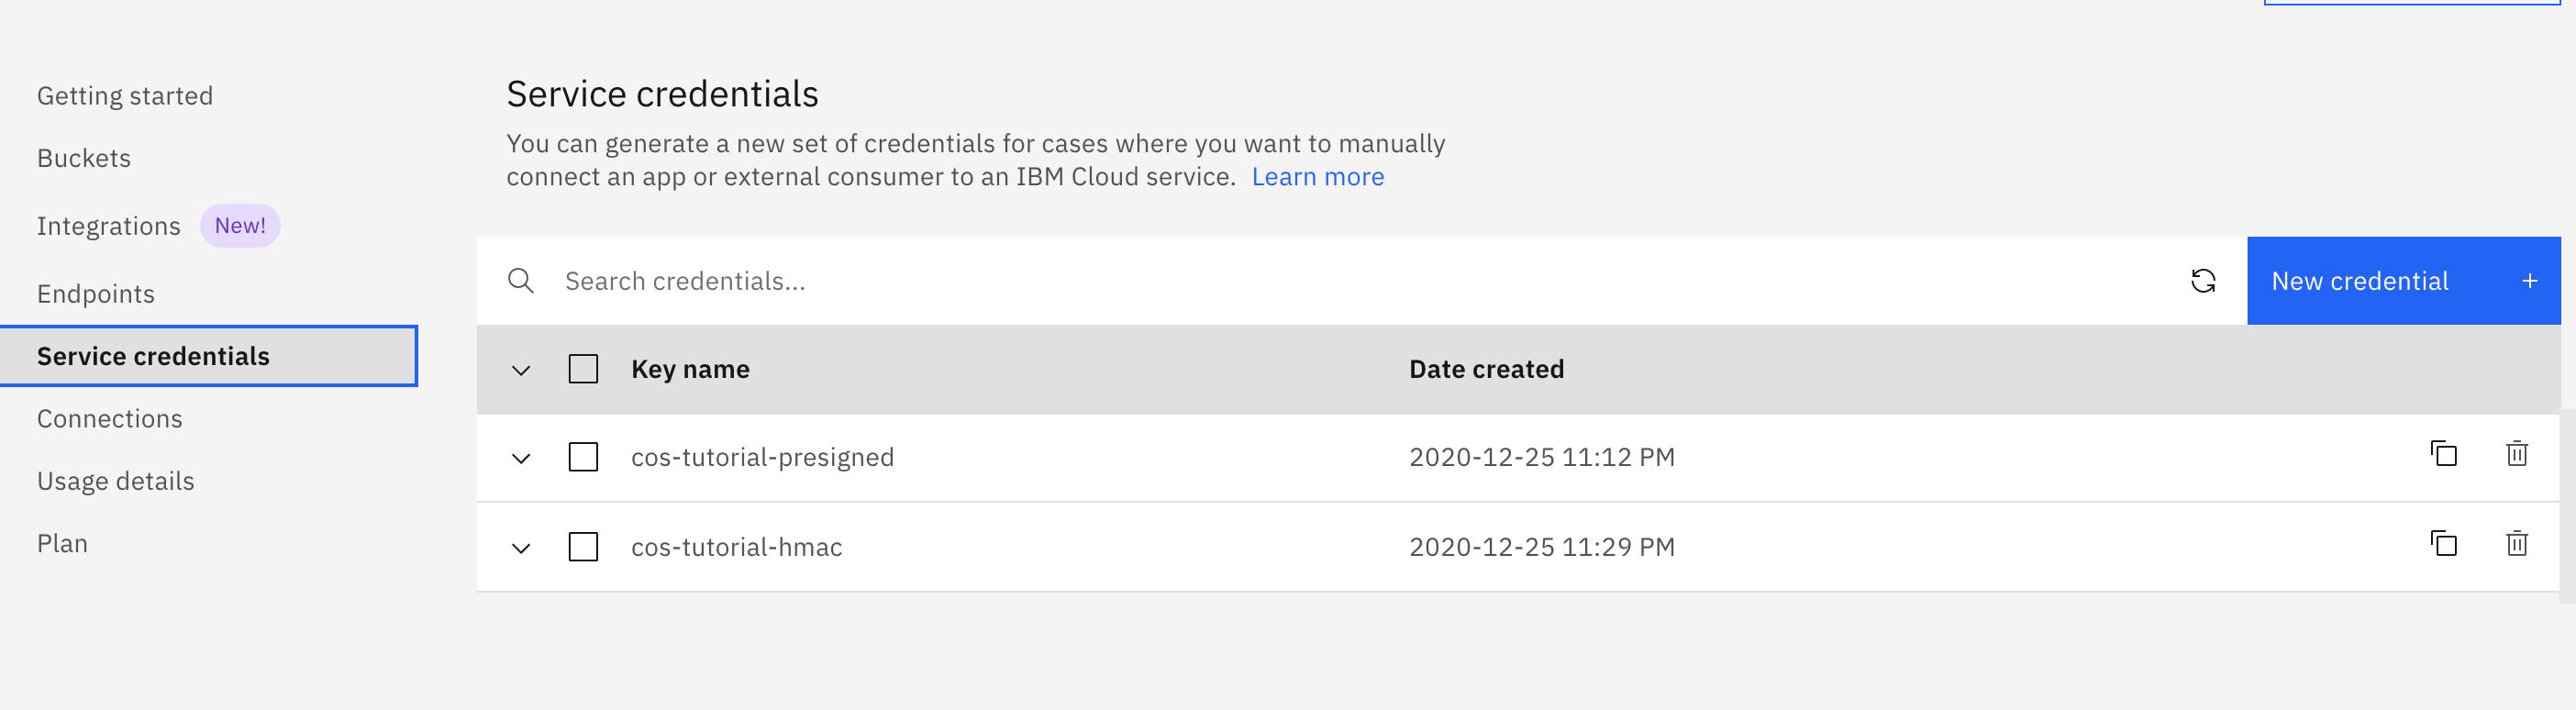 Getting started
Buckets
Integrations New!
Endpoints
Service credentials
Connections
Usage details
Plan
Service credentials
You can generate a new set of credentials for cases where you want to manually
connect an app or external consumer to an IBM Cloud service. Learn more
Search credentials...
New credential +
Key name Date created
cos-tutorial-presigned 2020-12-25 11:12 PM
cos-tutorial-hmac 2020-12-25 11:29 PM